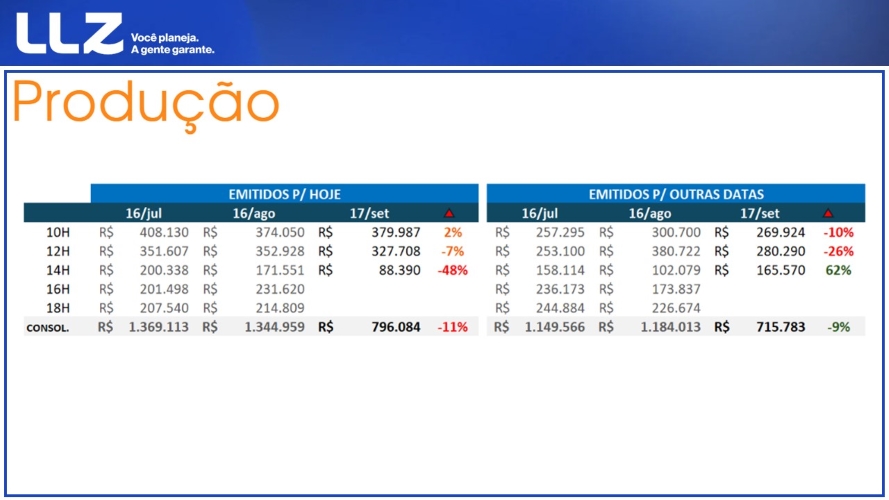 LLZ Você planeja.
A gente garante.
Produção
EMITIDOS P/ HOJE EMITIDOS P/ OUTRAS DATAS
16/jul 16/ago 17/set 16/jul 16/ago 17/set
10H R$ 408.130 R$ 374.050 R$ 379.987 2% R$ 257.295 R$ 300.700 R$ 269.924 -10%
12H R$ 351.607 R$ 352.928 R$ 327.708 -7% R$ 253.100 R$ 380.722 R$ 280.290 -26%
14H R$ 200.338 R$ 171.551 R$ 88.390 -48% R$ 158.114 R$ 102.079 R$ 165.570 62%
16H R$ 201.498 R$ 231.620 R$ 236.173 R$ 173.837
18H R$ 207.540 R$ 214.809 R$ 244.884 R$ 226.674
CONSOL. R$ 1.369.113 R$ 1.344.959 R$ 796.084 -11% R$ 1.149.566 R$ 1.184.013 R$ 715.783 -9%